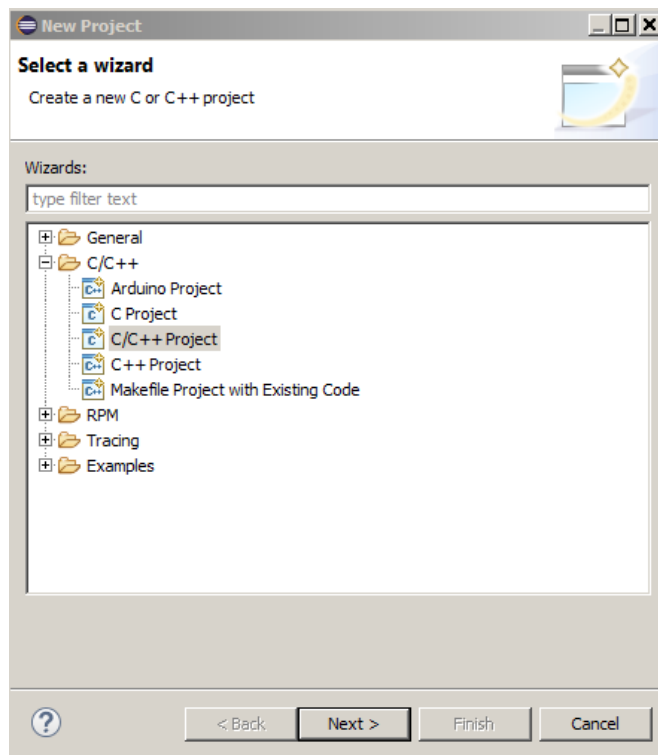 New Project
Select a wizard
Create a new C or C++ project
Wizards:
type filter text
General
C/C++
Arduino Project
C Project
C/C++ Project
C++ Project
Makefile Project with Existing Code
RPM
Tracing
Examples
? < Back Next > Finish Cancel